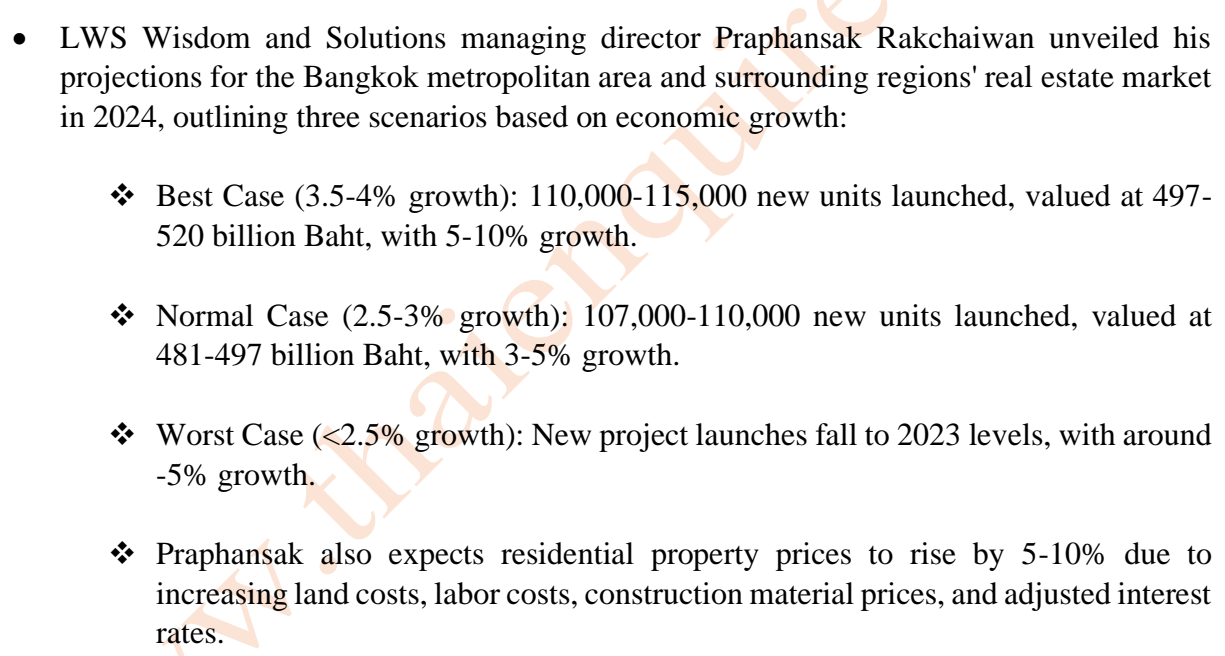 • LWS Wisdom and Solutions managing director Praphansak Rakchaiwan unveiled his
projections for the Bangkok metropolitan area and surrounding regions' real estate market
in 2024, outlining three scenarios based on economic growth:
❖ Best Case (3.5-4% growth): 110,000-115,000 new units launched, valued at 497-
520 billion Baht, with 5-10% growth.
❖ Normal Case (2.5-3% growth): 107,000-110,000 new units launched, valued at
481-497 billion Baht, with 3-5% growth.
❖ Worst Case (<2.5% growth): New project launches fall to 2023 levels, with around
-5% growth.
❖ Praphansak also expects residential property prices to rise by 5-10% due to
increasing land costs, labor costs, construction material prices, and adjusted interest
rates.
w.thaienquire